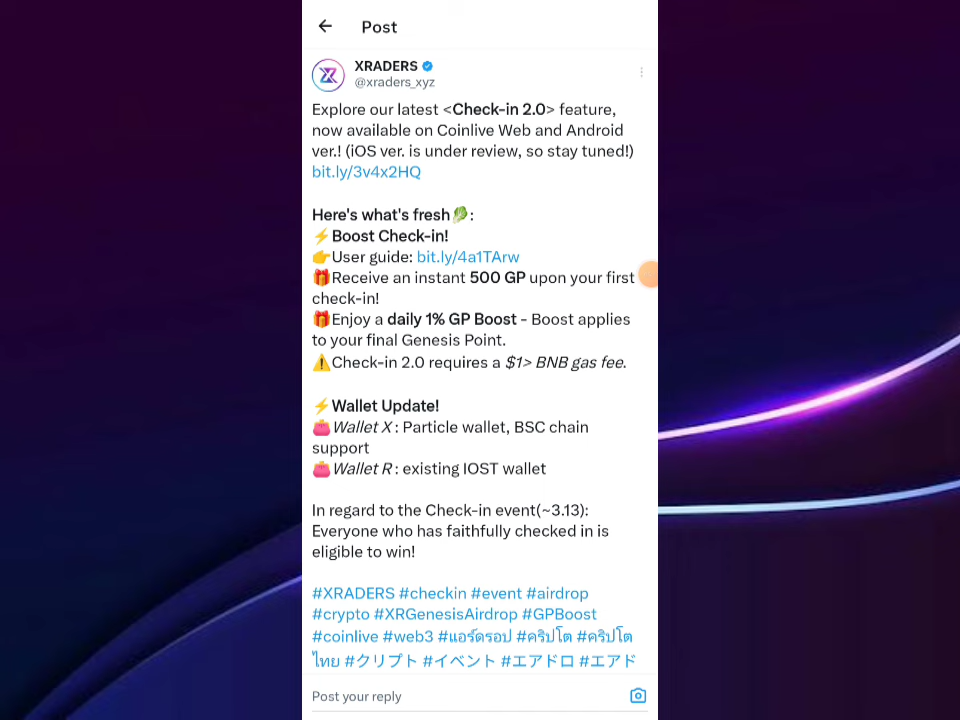 Post
XRADERS
@xraders_xyz
Explore our latest <Check-in 2.0> feature,
now available on Coinlive Web and Android
ver.! (iOS ver. is under review, so stay tuned!)
bit.ly/3v4x2HQ
Here's what's fresh🥬:
⚡Boost Check-in!
👉User guide: bit.ly/4a1TArw
🎁Receive an instant 500 GP upon your first
check-in!
🎁Enjoy a daily 1% GP Boost - Boost applies
to your final Genesis Point.
⚠️Check-in 2.0 requires a $1> BNB gas fee.
⚡Wallet Update!
👛Wallet X : Particle wallet, BSC chain
support
👛Wallet R : existing IOST wallet
In regard to the Check-in event(~3.13):
Everyone who has faithfully checked in is
eligible to win!
#XRADERS #checkin #event #airdrop
#crypto #XRGenesisAirdrop #GPBoost
#coinlive #web3 #แอร์ดรอป #คริปโต #คริปโต
ไทย #クリプト #イベント #エアドロ #エアド
Post your reply